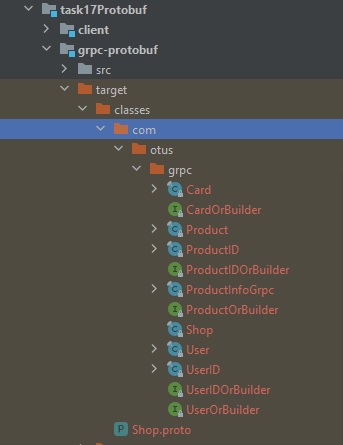 task17Protobuf
client
grpc-protobuf
src
target
classes
com
otus
grpc
Card
CardOrBuilder
Product
ProductID
ProductIDOrBuilder
ProductInfoGrpc
ProductOrBuilder
Shop
User
UserID
UserIDOrBuilder
UserOrBuilder
Shop.proto